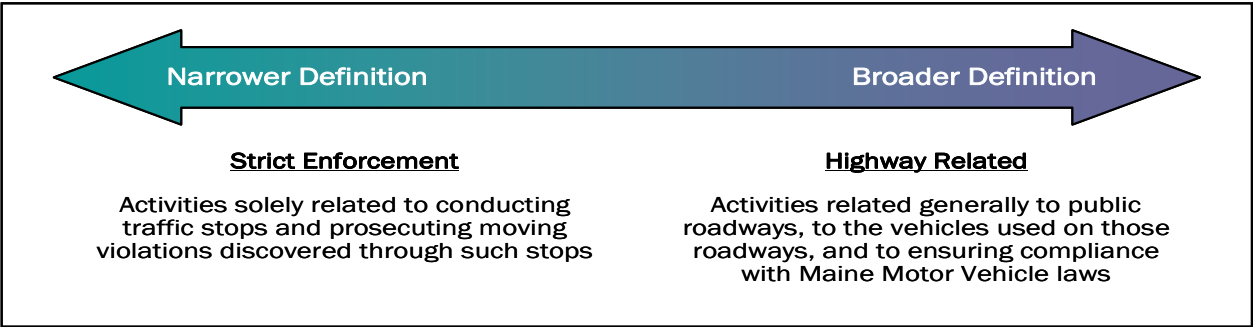 Narrower Definition
Broader Definition
Strict Enforcement
Activities solely related to conducting
traffic stops and prosecuting moving
violations discovered through such stops
Highway Related
Activities related generally to public
roadways, to the vehicles used on those
roadways, and to ensuring compliance
with Maine Motor Vehicle laws